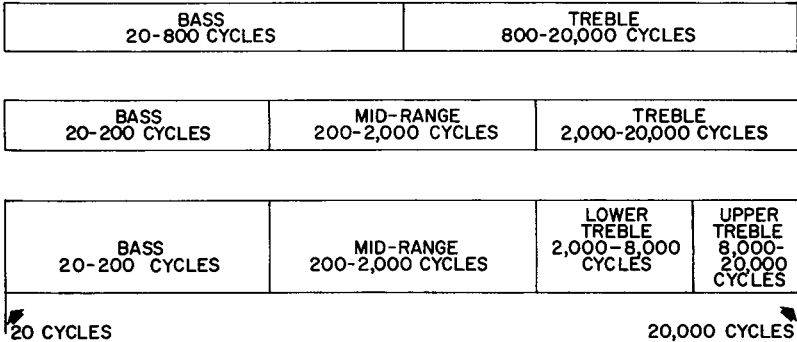 BASS
20-800 CYCLES
TREBLE
800-20,000 CYCLES
BASS
20-200 CYCLES
MID-RANGE
200-2,000 CYCLES
TREBLE
2,000-20,000 CYCLES
BASS
20-200 CYCLES
MID-RANGE
200-2,000 CYCLES
LOWER
TREBLE
2,000-8,000
CYCLES
UPPER
TREBLE
8,000-
20,000
CYCLES
20 CYCLES
20,000 CYCLES